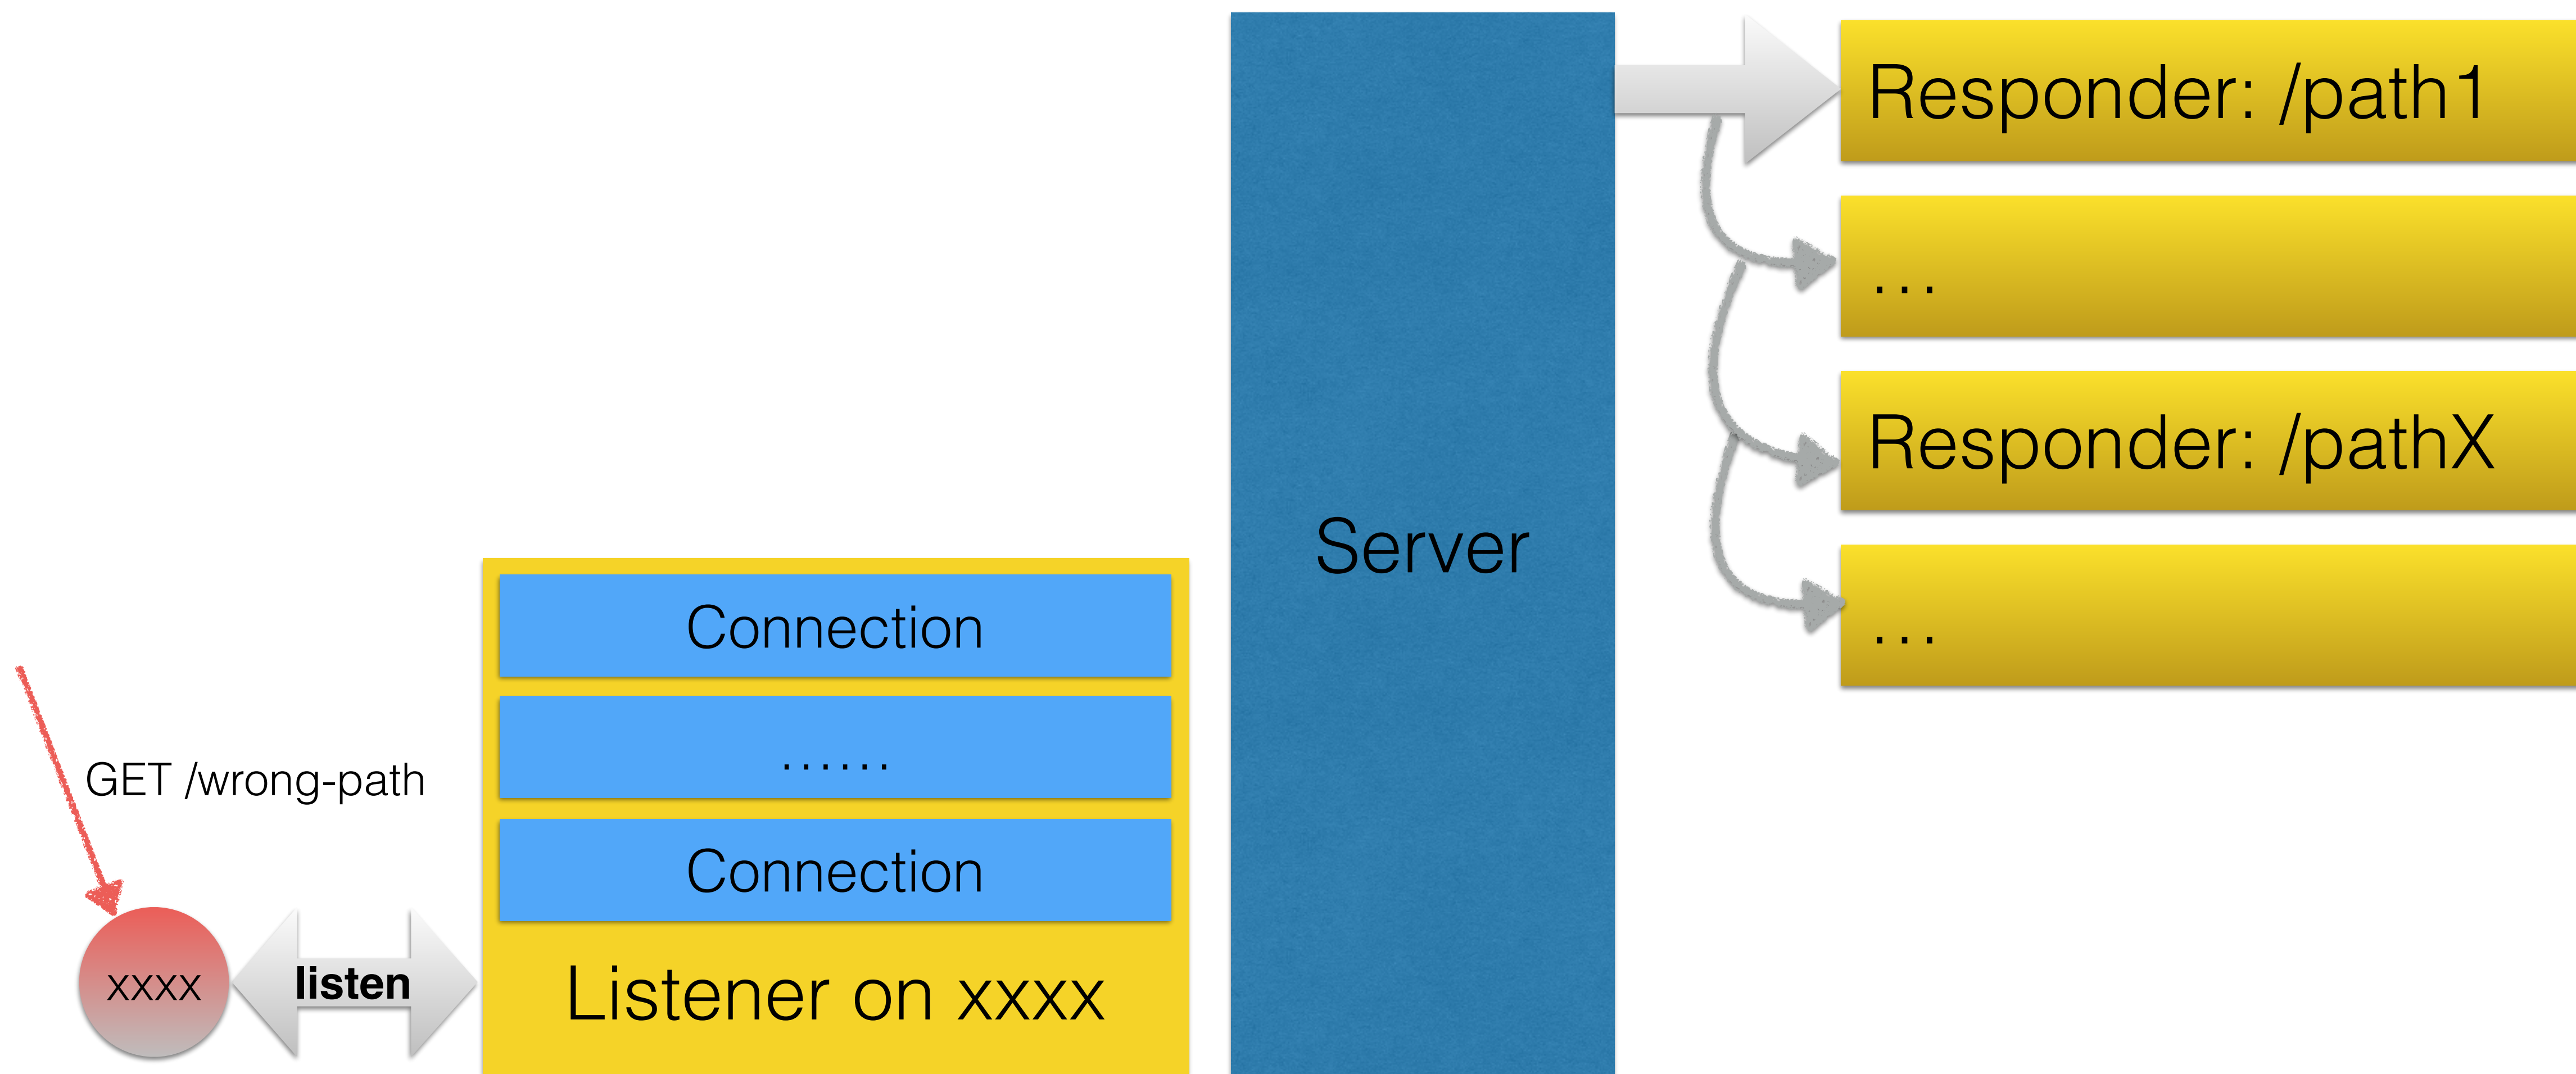 Responder: /path1
...
Responder: /pathX
...
Server
Connection
......
Connection
Listener on xxxx
GET /wrong-path
xxxx
listen